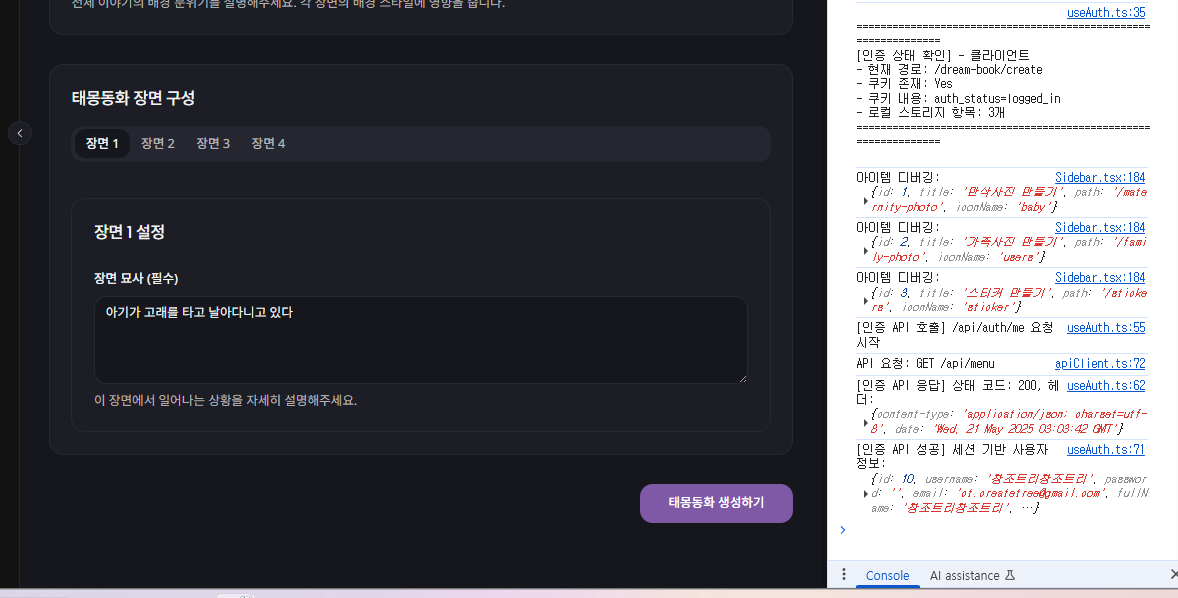 전체 이야기의 배경 분위기를 설명해주세요. 각 장면의 배경 스타일에 영향을 줍니다.
태몽동화 장면 구성
장면 1 장면 2 장면 3 장면 4
장면 1 설정
장면 묘사 (필수)
아기가 고래를 타고 날아다니고 있다
이 장면에서 일어나는 상황을 자세히 설명해주세요.
태몽동화 생성하기
useAuth.ts:35
=================================================
==============
[인증 상태 확인] - 클라이언트
- 현재 경로: /dream-book/create
- 쿠키 존재: Yes
- 쿠키 내용: auth_status=logged_in
- 로컬 스토리지 항목: 3개
=================================================
==============
아이템 디버깅: Sidebar.tsx:184
{id: 1, title: '만삭사진 만들기', path: '/mate
rnity-photo', iconName: 'baby'}
아이템 디버깅: Sidebar.tsx:184
{id: 2, title: '가족사진 만들기', path: '/fami
ly-photo', iconName: 'users'}
아이템 디버깅: Sidebar.tsx:184
{id: 3, title: '스티커 만들기', path: '/sticke
rs', iconName: 'sticker'}
[인증 API 호출] /api/auth/me 요청 useAuth.ts:55
시작
API 요청: GET /api/menu apiClient.ts:72
[인증 API 응답] 상태 코드: 200, 헤 useAuth.ts:62
더:
{content-type: 'application/json; charset=utf-
8', date: 'Wed, 21 May 2025 03:03:42 GMT'}
[인증 API 성공] 세션 기반 사용자 useAuth.ts:71
정보:
{id: 10, username: '창조트리창조트리', passwor
d: '', email: 'ct.createtree@gmail.com', fullN
ame: '창조트리창조트리', …}
Console AI assistance